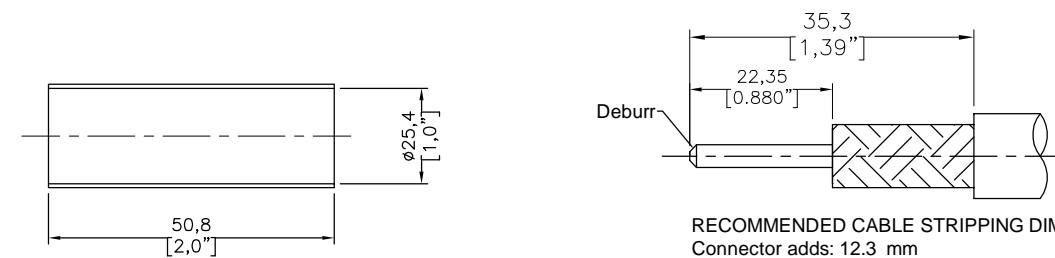 35,3
[1,39”]
22,35
[0.880”]
Deburr
ø25,4
[1,0”]
50,8
[2,0”]
RECOMMENDED CABLE STRIPPING DIM
Connector adds: 12.3 mm